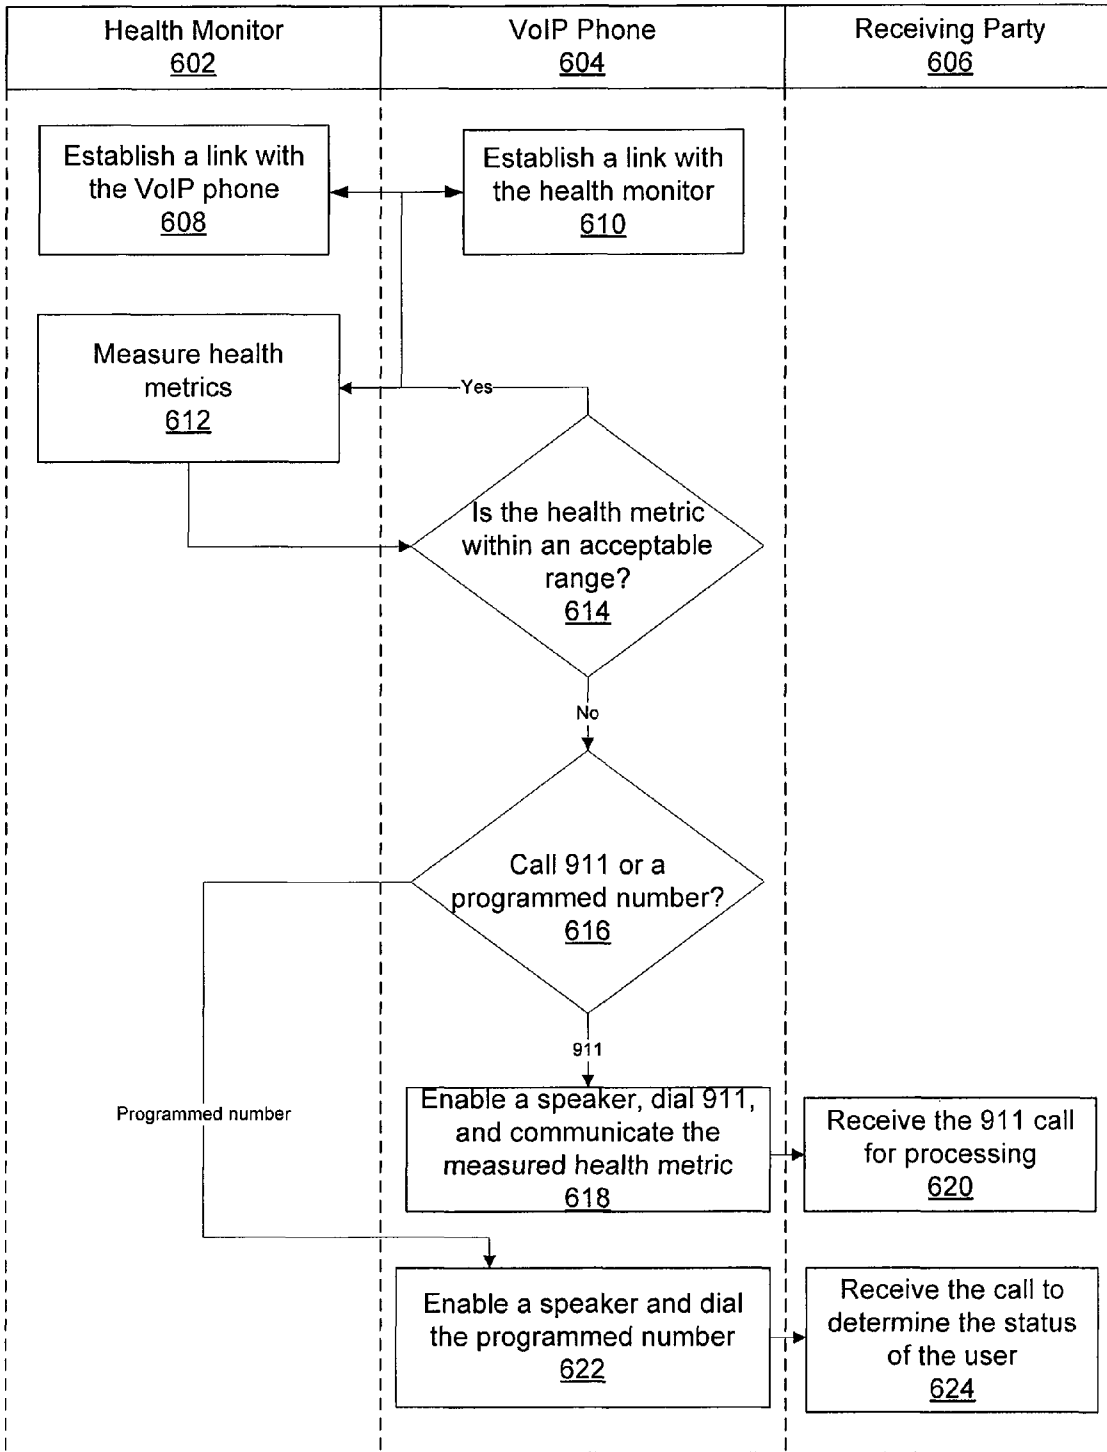 Health Monitor
602
VoIP Phone
604
Receiving Party
606
Establish a link with
the VoIP phone
608
Establish a link with
the health monitor
610
Measure health
metrics
612
Yes
Is the health metric
within an acceptable
range?
614
No
Call 911 or a
programmed number?
616
911
Programmed number
Enable a speaker, dial 911,
and communicate the
measured health metric
618
Receive the 911 call
for processing
620
Enable a speaker and dial
the programmed number
622
Receive the call to
determine the status
of the user
624